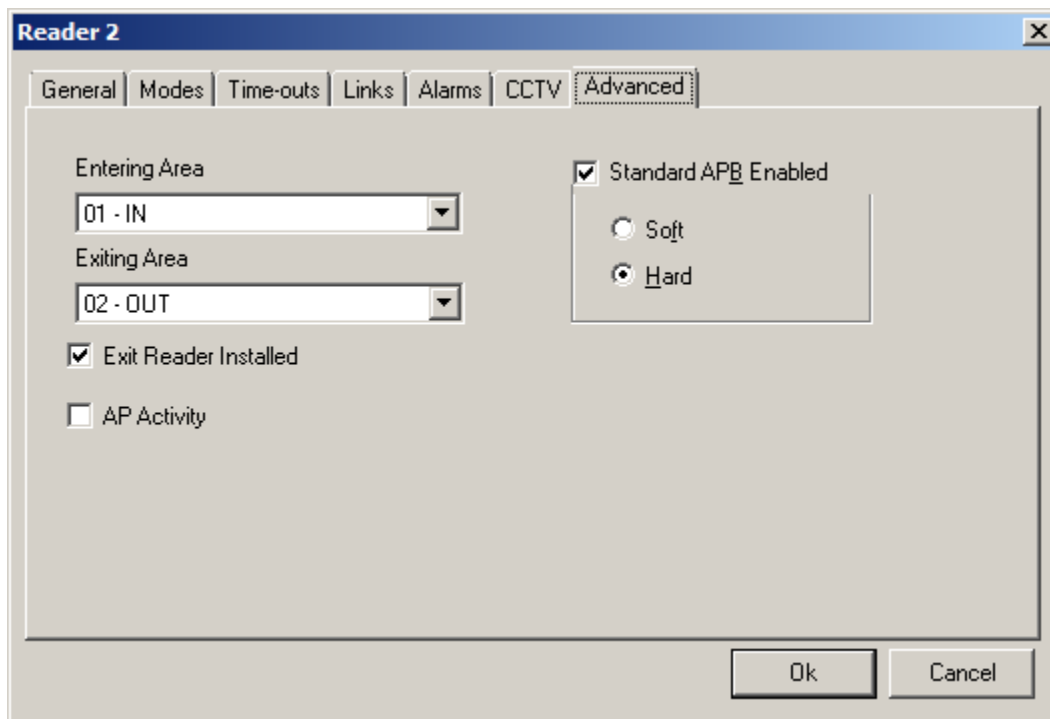 Reader 2
General Modes Time-outs Links Alarms CCTV Advanced
Entering Area
01 - IN
Exiting Area
02 - OUT
Exit Reader Installed
AP Activity
Standard APB Enabled
Soft
Hard
Ok Cancel